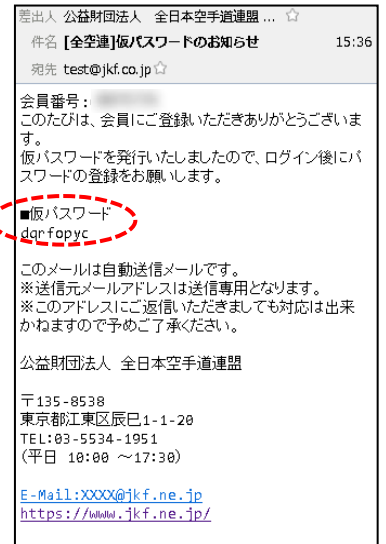 差出人 公益財団法人 全日本空手道連盟 ... ☆
件名 [全空連]仮パスワードのお知らせ 15:36
宛先 test@jkf.co.jp☆
会員番号:
このたびは、会員にご登録いただきありがとうございま
す。
仮パスワードを発行いたしましたので、ログイン後にパ
スワードの登録をお願いします。
■仮パスワード
dqrfopyc
このメールは自動送信メールです。
※送信元メールアドレスは送信専用となります。
※このアドレスにご返信いただきましても対応は出来
かねますので予めご了承ください。
公益財団法人 全日本空手道連盟
〒135-8538
東京都江東区辰巳1-1-20
TEL:03-5534-1951
(平日 10:00 ～17:30)
E-Mail:XXXX@jkf.ne.jp
https://www.jkf.ne.jp/